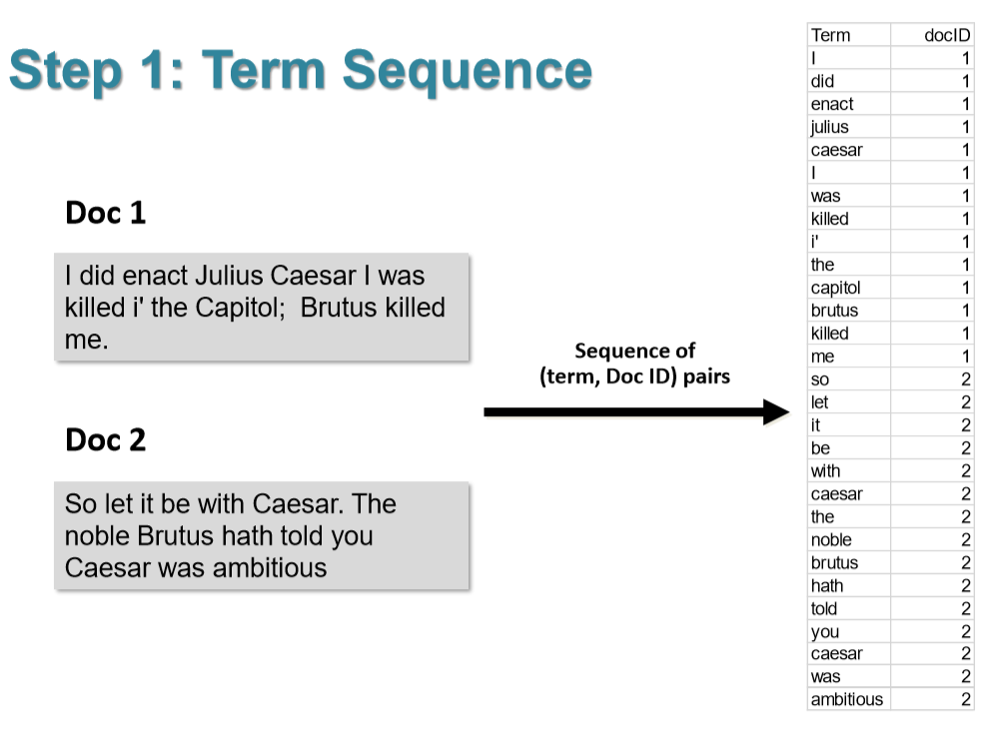 Step 1: Term Sequence
Doc 1
I did enact Julius Caesar I was
killed i' the Capitol;  Brutus killed
me.
Doc 2
So let it be with Caesar. The
noble Brutus hath told you
Caesar was ambitious
Sequence of
(term, Doc ID) pairs
Term docID
I 1
did 1
enact 1
julius 1
caesar 1
I 1
was 1
killed 1
i' 1
the 1
capitol 1
brutus 1
killed 1
me 1
so 2
let 2
it 2
be 2
with 2
caesar 2
the 2
noble 2
brutus 2
hath 2
told 2
you 2
caesar 2
was 2
ambitious 2